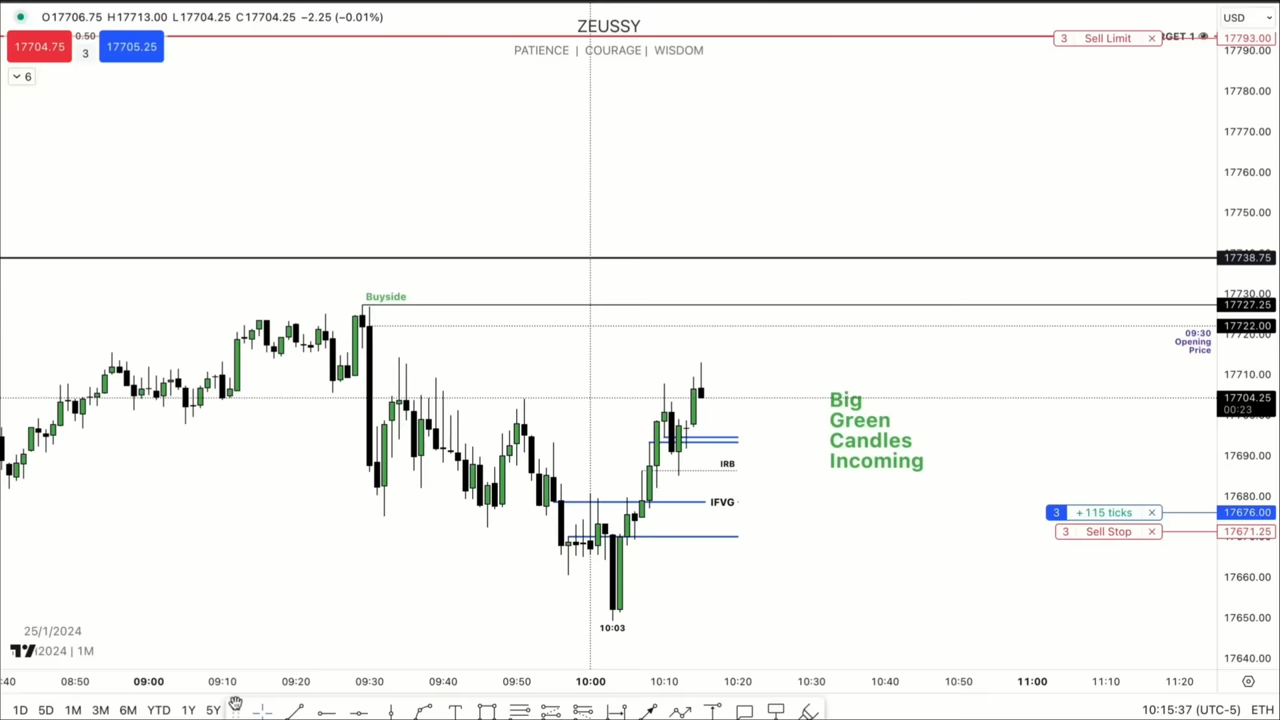 O17706.75 H17713.00 L17704.25 C17704.25 −2.25 (−0.01%)
ZEUSSY
PATIENCE | COURAGE | WISDOM
USD
17704.75
0.50
3
17705.25
6
3 Sell Limit
RGET 1
17793.00
17790.00
17780.00
17770.00
17760.00
17750.00
17738.75
17730.00
17727.25
17722.00
Buyside
09:30
Opening
Price
17710.00
17704.25
00:23
Big
Green
Candles
Incoming
17690.00
IRB
IFVG
17680.00
3 +115 ticks
17676.00
3 Sell Stop
17671.25
17660.00
17650.00
17640.00
10:03
25/1/2024
2024 | 1M
:40 08:50 09:00 09:10 09:20 09:30 09:40 09:50 10:00 10:10 10:20 10:30 10:40 10:50 11:00 11:10 11:20
1D 5D 1M 3M 6M YTD 1Y 5Y
10:15:37 (UTC-5) ETH